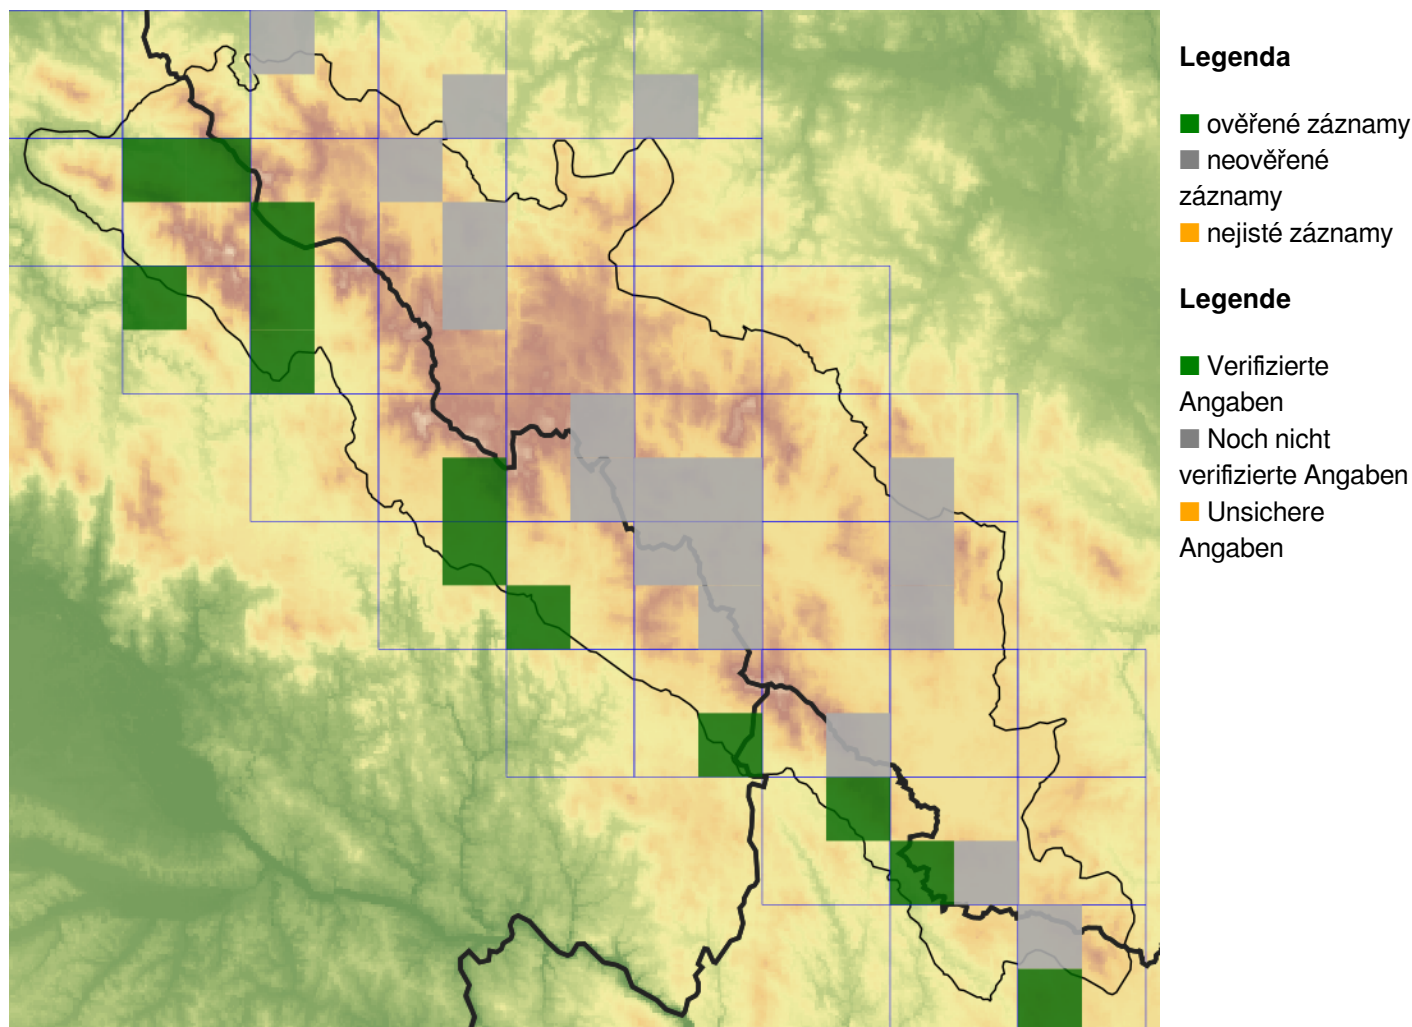 Legenda
ověřené záznamy
neověřené
záznamy
nejisté záznamy
Legende
Verifizierte
Angaben
Noch nicht
verifizierte Angaben
Unsichere
Angaben